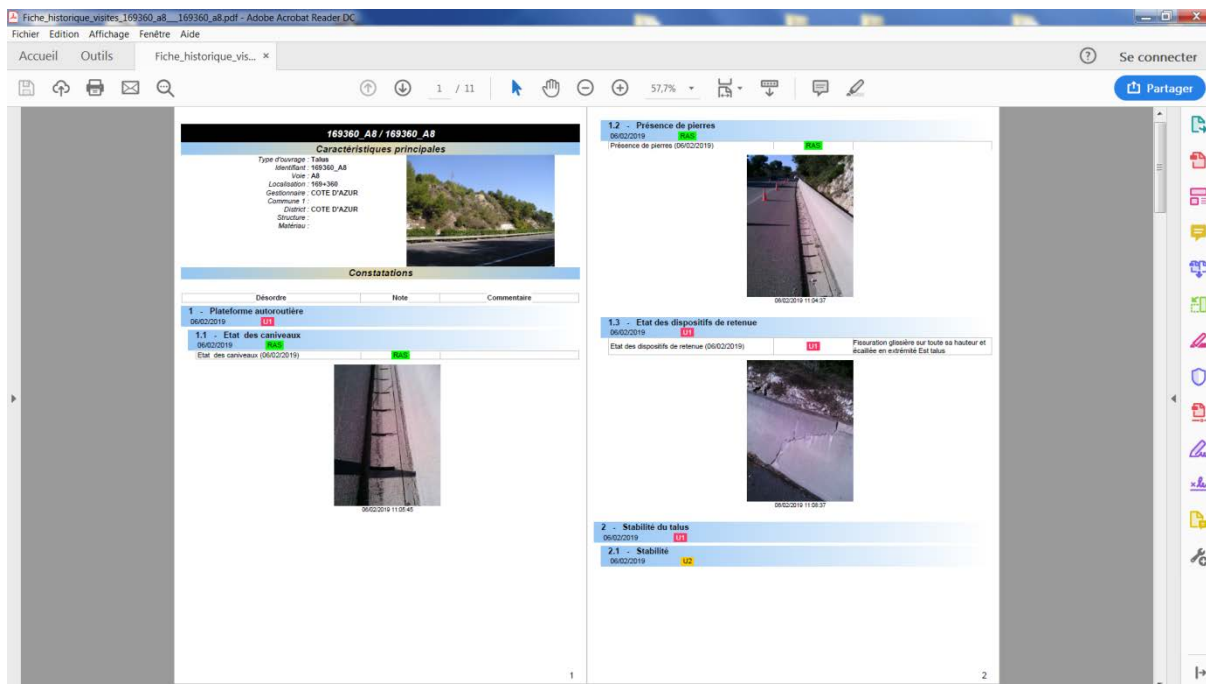 Fiche_historique_visites_169360_a8__169360_a8.pdf - Adobe Acrobat Reader DC
Fichier Edition Affichage Fenêtre Aide
Accueil Outils Fiche_historique_vis... × Se connecter
1 / 11 57,7% Partager
169360_A8 / 169360_A8
Caractéristiques principales
Type d'ouvrage : Talus
Identifiant : 169360_A8
Voie : A8
Localisation : 169+360
Gestionnaire : COTE D'AZUR
Commune 1 :
District : COTE D'AZUR
Structure :
Matériau :
Constatations
Désordre Note Commentaire
1 - Plateforme autoroutière
06/02/2019 U1
1.1 - Etat des caniveaux
06/02/2019 RAS
Etat des caniveaux (06/02/2019) RAS
06/02/2019 11:05:45
1
1.2 - Présence de pierres
06/02/2019 RAS
Présence de pierres (06/02/2019) RAS
06/02/2019 11:04:37
1.3 - Etat des dispositifs de retenue
06/02/2019 U1
Etat des dispositifs de retenue (06/02/2019) U1 Fissuration glissière sur toute sa hauteur et
écaillée en extrémité Est talus
06/02/2019 11:08:37
2 - Stabilité du talus
06/02/2019 U1
2.1 - Stabilité
06/02/2019 U2
2